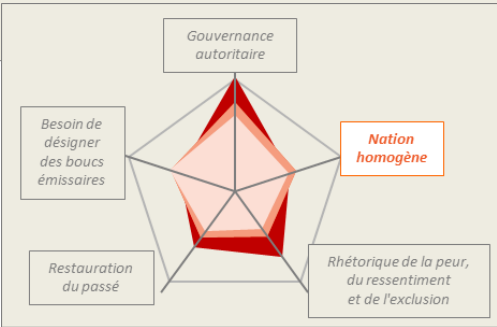 Gouvernance
autoritaire
Besoin de
désigner
des boucs
émissaires
Nation
homogène
Restauration
du passé
Rhétorique de la peur,
du ressentiment
et de l'exclusion